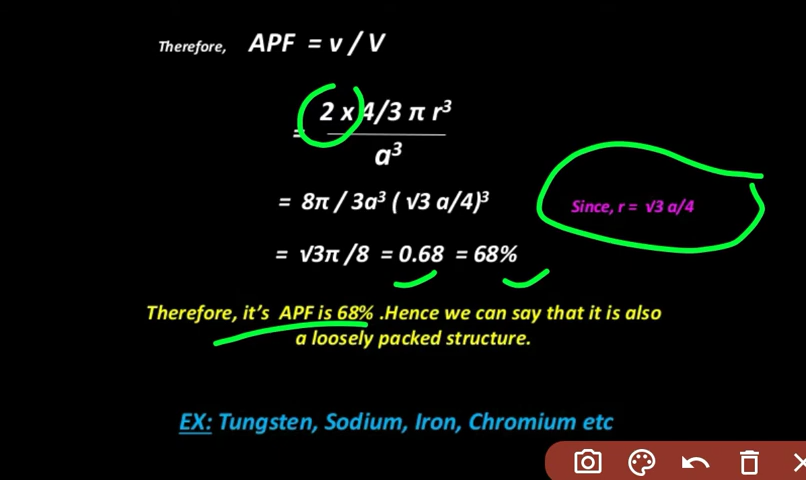 Therefore, APF = v / V
= 2 x 4/3 π r³
a³
= 8π / 3a³ ( √3 a/4)³
Since, r = √3 a/4
= √3π /8 = 0.68 = 68%
Therefore, it's APF is 68% .Hence we can say that it is also
a loosely packed structure.
EX: Tungsten, Sodium, Iron, Chromium etc